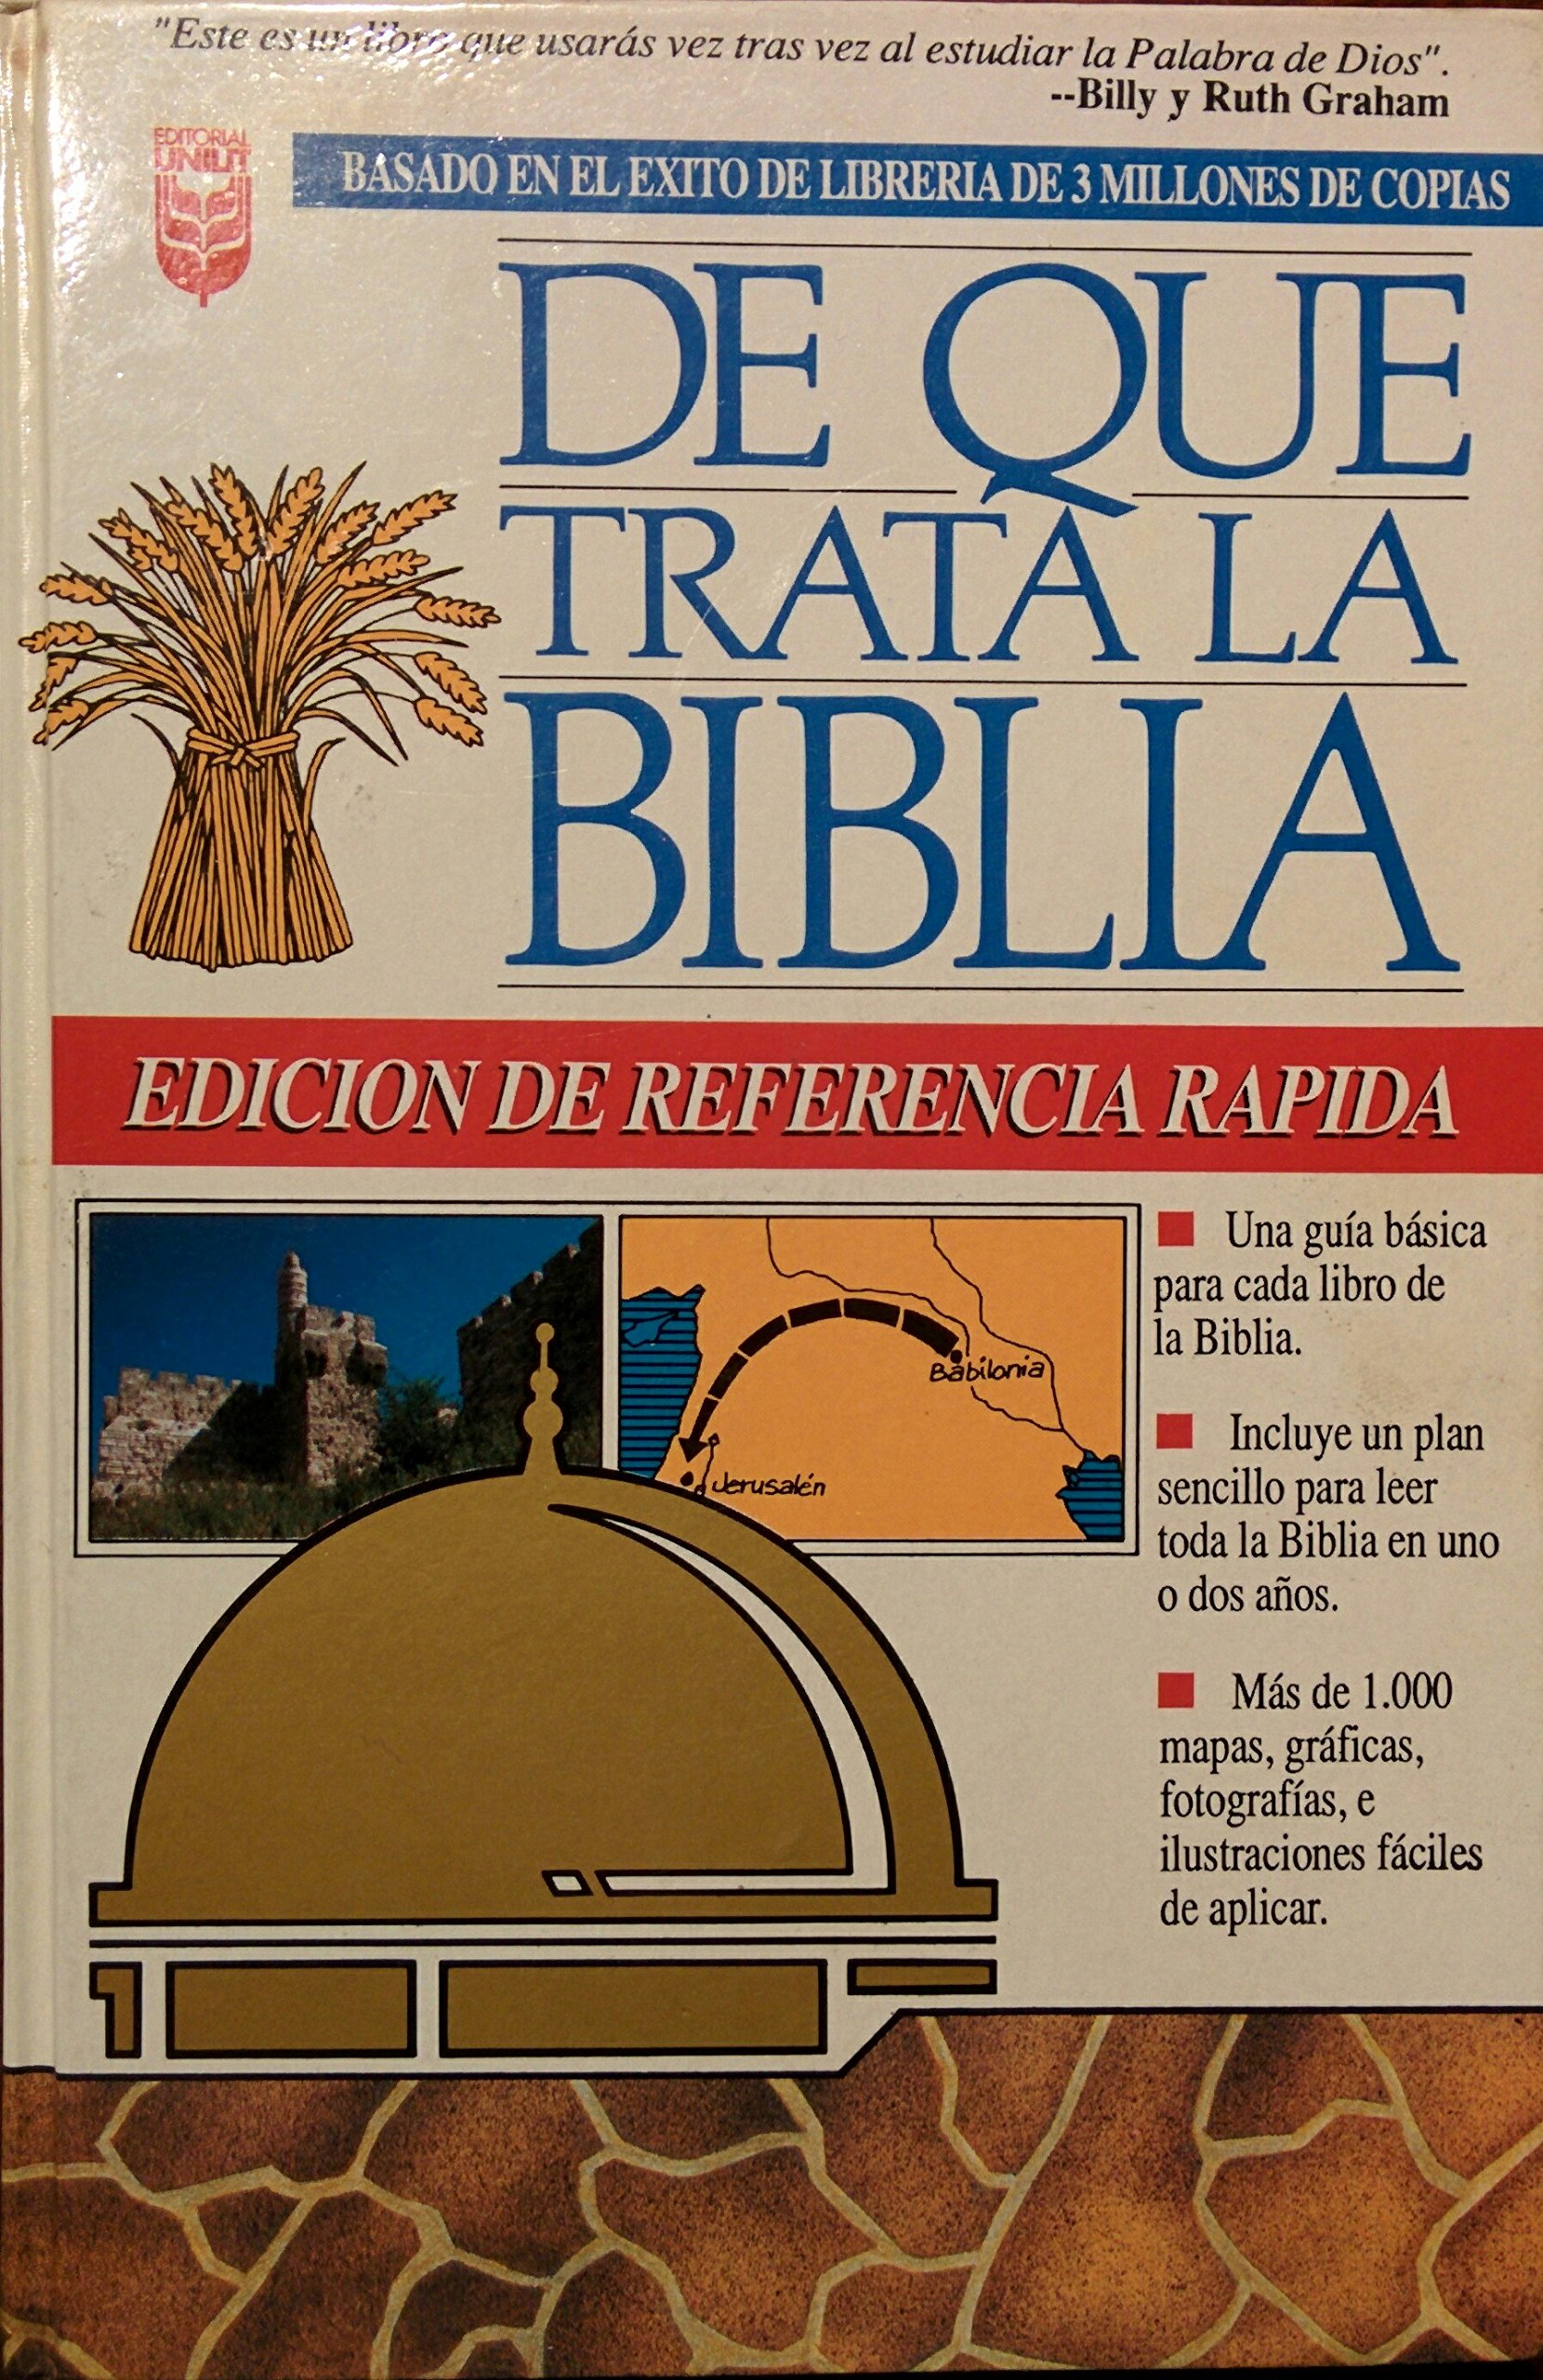 "Este es un libro que usarás vez tras vez al estudiar la Palabra de Dios".
--Billy y Ruth Graham
EDITORIAL
UNILIT
BASADO EN EL EXITO DE LIBRERIA DE 3 MILLONES DE COPIAS
DE QUE
TRATA LA
BIBLIA
EDICION DE REFERENCIA RAPIDA
Babilonia
Jerusalén
Una guía básica
para cada libro de
la Biblia.
Incluye un plan
sencillo para leer
toda la Biblia en uno
o dos años.
Más de 1.000
mapas, gráficas,
fotografías, e
ilustraciones fáciles
de aplicar.